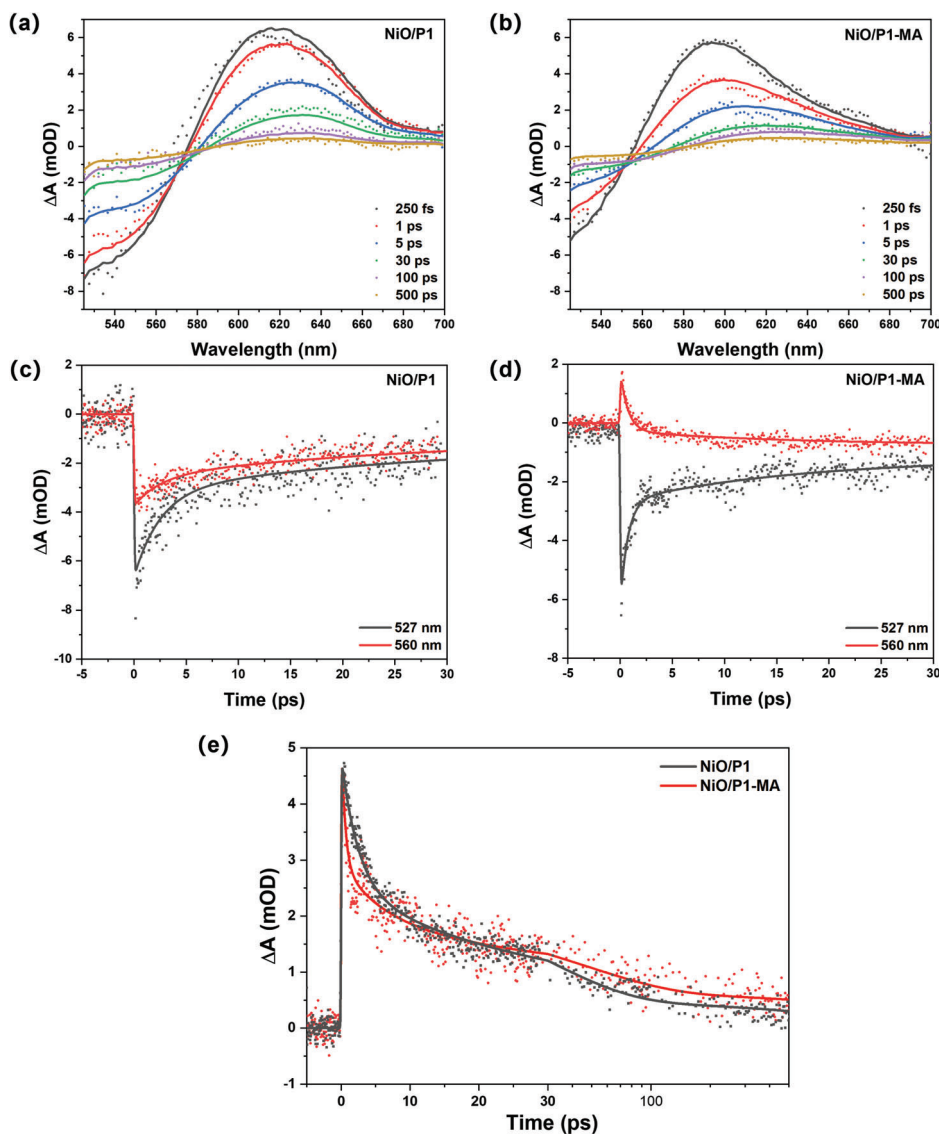 (a)
NiO/P1
ΔA (mOD)
6
4
2
0
-2
-4
-6
-8
250 fs
1 ps
5 ps
30 ps
100 ps
500 ps
540 560 580 600 620 640 660 680 700
Wavelength (nm)
(b)
NiO/P1-MA
ΔA (mOD)
6
4
2
0
-2
-4
-6
-8
250 fs
1 ps
5 ps
30 ps
100 ps
500 ps
540 560 580 600 620 640 660 680 700
Wavelength (nm)
(c)
NiO/P1
ΔA (mOD)
2
0
-2
-4
-6
-8
-10
527 nm
560 nm
-5 0 5 10 15 20 25 30
Time (ps)
(d)
NiO/P1-MA
ΔA (mOD)
2
0
-2
-4
-6
-8
527 nm
560 nm
-5 0 5 10 15 20 25 30
Time (ps)
(e)
NiO/P1
NiO/P1-MA
ΔA (mOD)
5
4
3
2
1
0
-1
0 5 10 20 30 100
Time (ps)